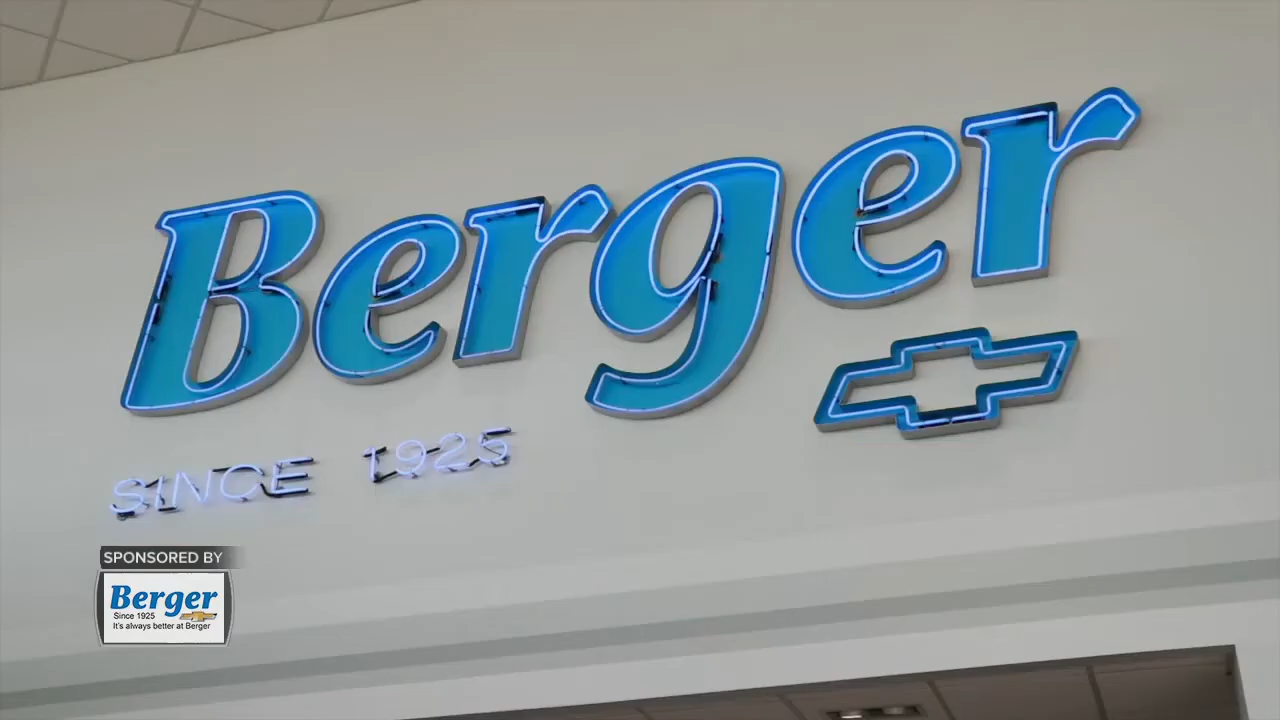 Berger
SINCE 1925
SPONSORED BY
Berger
Since 1925
It's always better at Berger